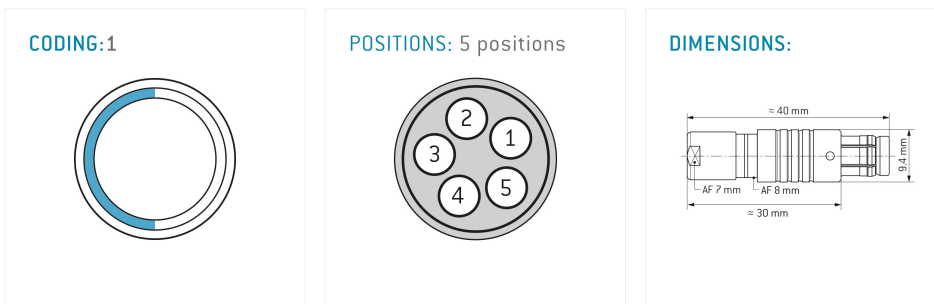 CODING:1
POSITIONS: 5 positions
2
1
3
5
4
DIMENSIONS:
≈ 40 mm
9.4 mm
AF 7 mm
AF 8 mm
≈ 30 mm